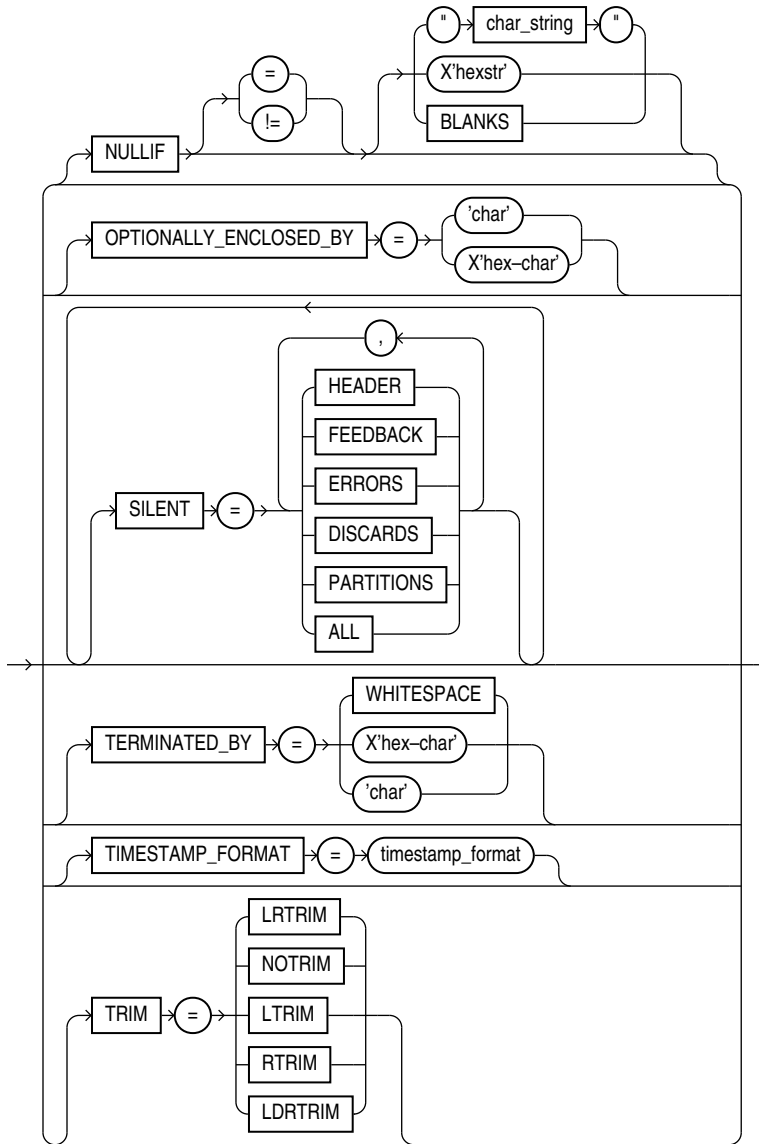 " char_string "
= X'hexstr'
!= BLANKS
NULLIF
OPTIONALLY_ENCLOSED_BY = 'char'
X'hex–char'
,
HEADER
FEEDBACK
ERRORS
SILENT =
DISCARDS
PARTITIONS
ALL
WHITESPACE
TERMINATED_BY = X'hex–char'
'char'
TIMESTAMP_FORMAT = timestamp_format
LRTRIM
NOTRIM
TRIM = LTRIM
RTRIM
LDRTRIM